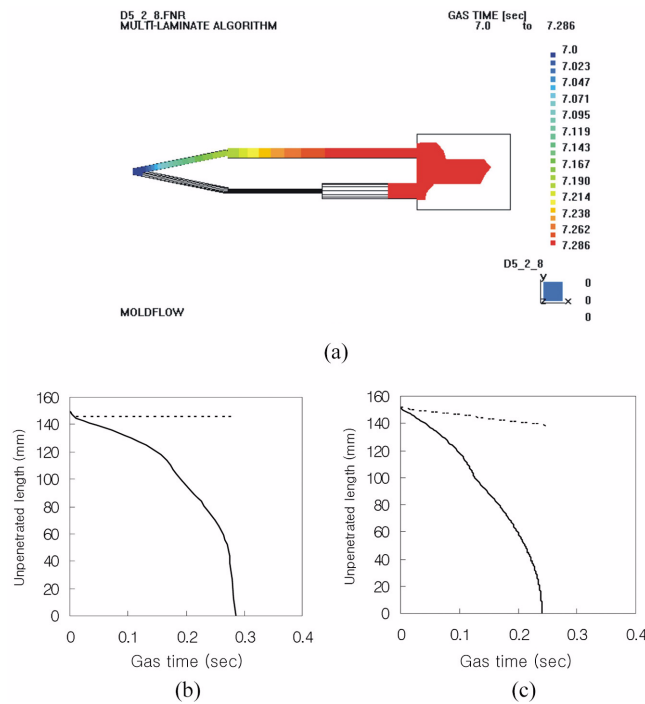 D5_2_8.FNR
MULTI-LAMINATE ALGORITHM
GAS TIME [sec]
7.0 to 7.286
7.0
7.023
7.047
7.071
7.095
7.119
7.143
7.167
7.190
7.214
7.238
7.262
7.286
D5_2_8
y
z x
0
0
0
MOLDFLOW
(a)
Unpenetrated length (mm)
160
140
120
100
80
60
40
20
0
0 0.1 0.2 0.3 0.4
Gas time (sec)
(b)
Unpenetrated length (mm)
160
140
120
100
80
60
40
20
0
0 0.1 0.2 0.3 0.4
Gas time (sec)
(c)